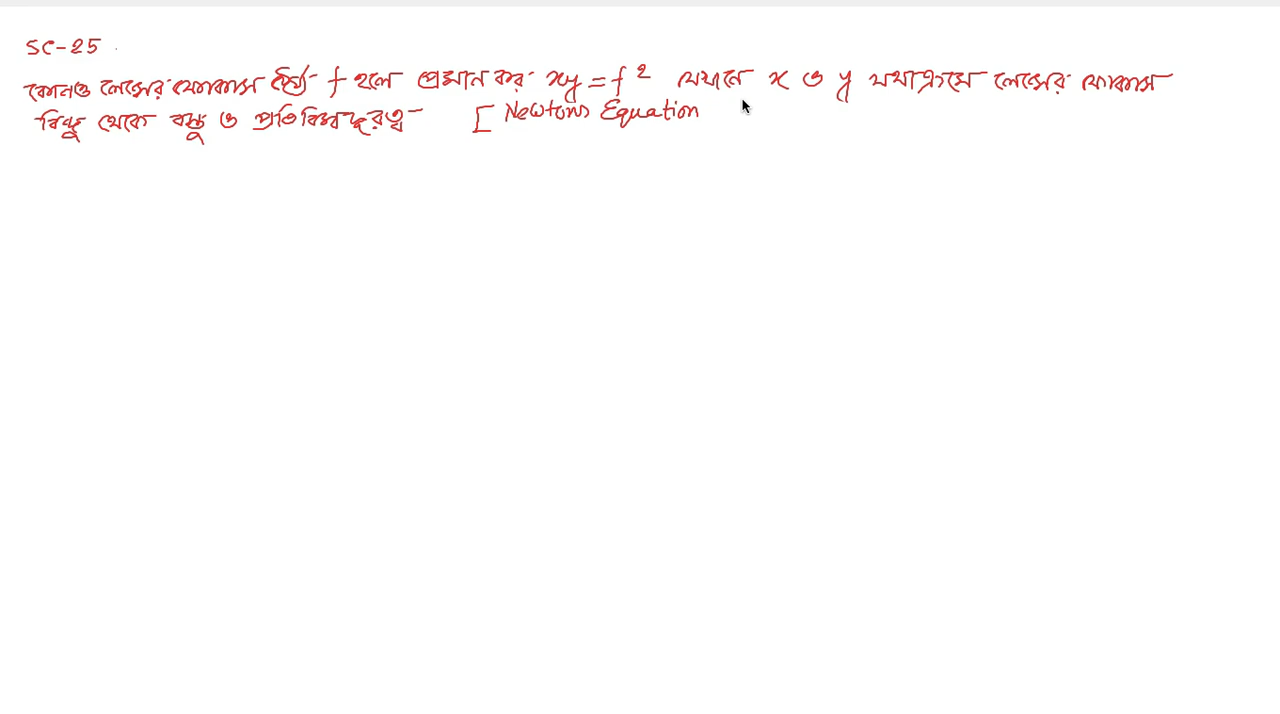 SC-25
কোনও লেন্সের ফোকাস দৈর্ঘ্য f হলে প্রমান কর xy = f² যেখানে x ও y যথাক্রমে লেন্সের ফোকাস
বিন্দু থেকে বস্তু ও প্রতিবিম্ব দূরত্ব [ Newtons Equation